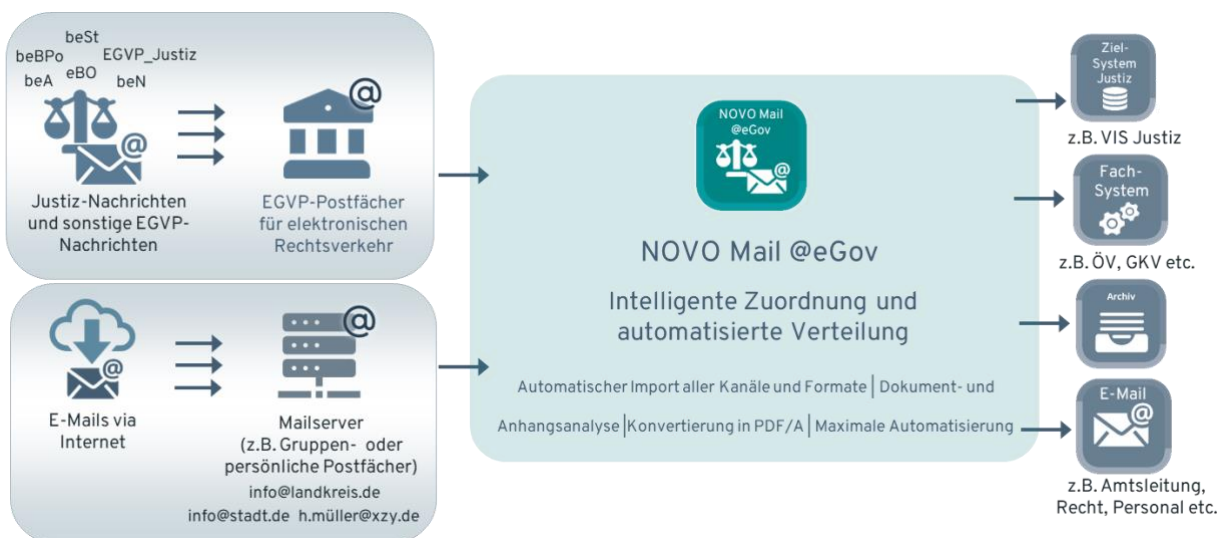 beSt
beBPo
EGVP_Justiz
beA
eBO
beN
Justiz-Nachrichten
und sonstige EGVP-
Nachrichten
@
@
EGVP-Postfächer
für elektronischen
Rechtsverkehr
@
E-Mails via
Internet
@
Mailserver
(z.B. Gruppen- oder
persönliche Postfächer)
info@landkreis.de
info@stadt.de h.müller@xzy.de
NOVO Mail
@eGov
@
NOVO Mail @eGov
Intelligente Zuordnung und
automatisierte Verteilung
Automatischer Import aller Kanäle und Formate | Dokument- und
Anhangsanalyse |Konvertierung in PDF/A | Maximale Automatisierung
Ziel-
System
Justiz
z.B. VIS Justiz
Fach-
System
z.B. ÖV, GKV etc.
Archiv
E-Mail
@
z.B. Amtsleitung,
Recht, Personal etc.